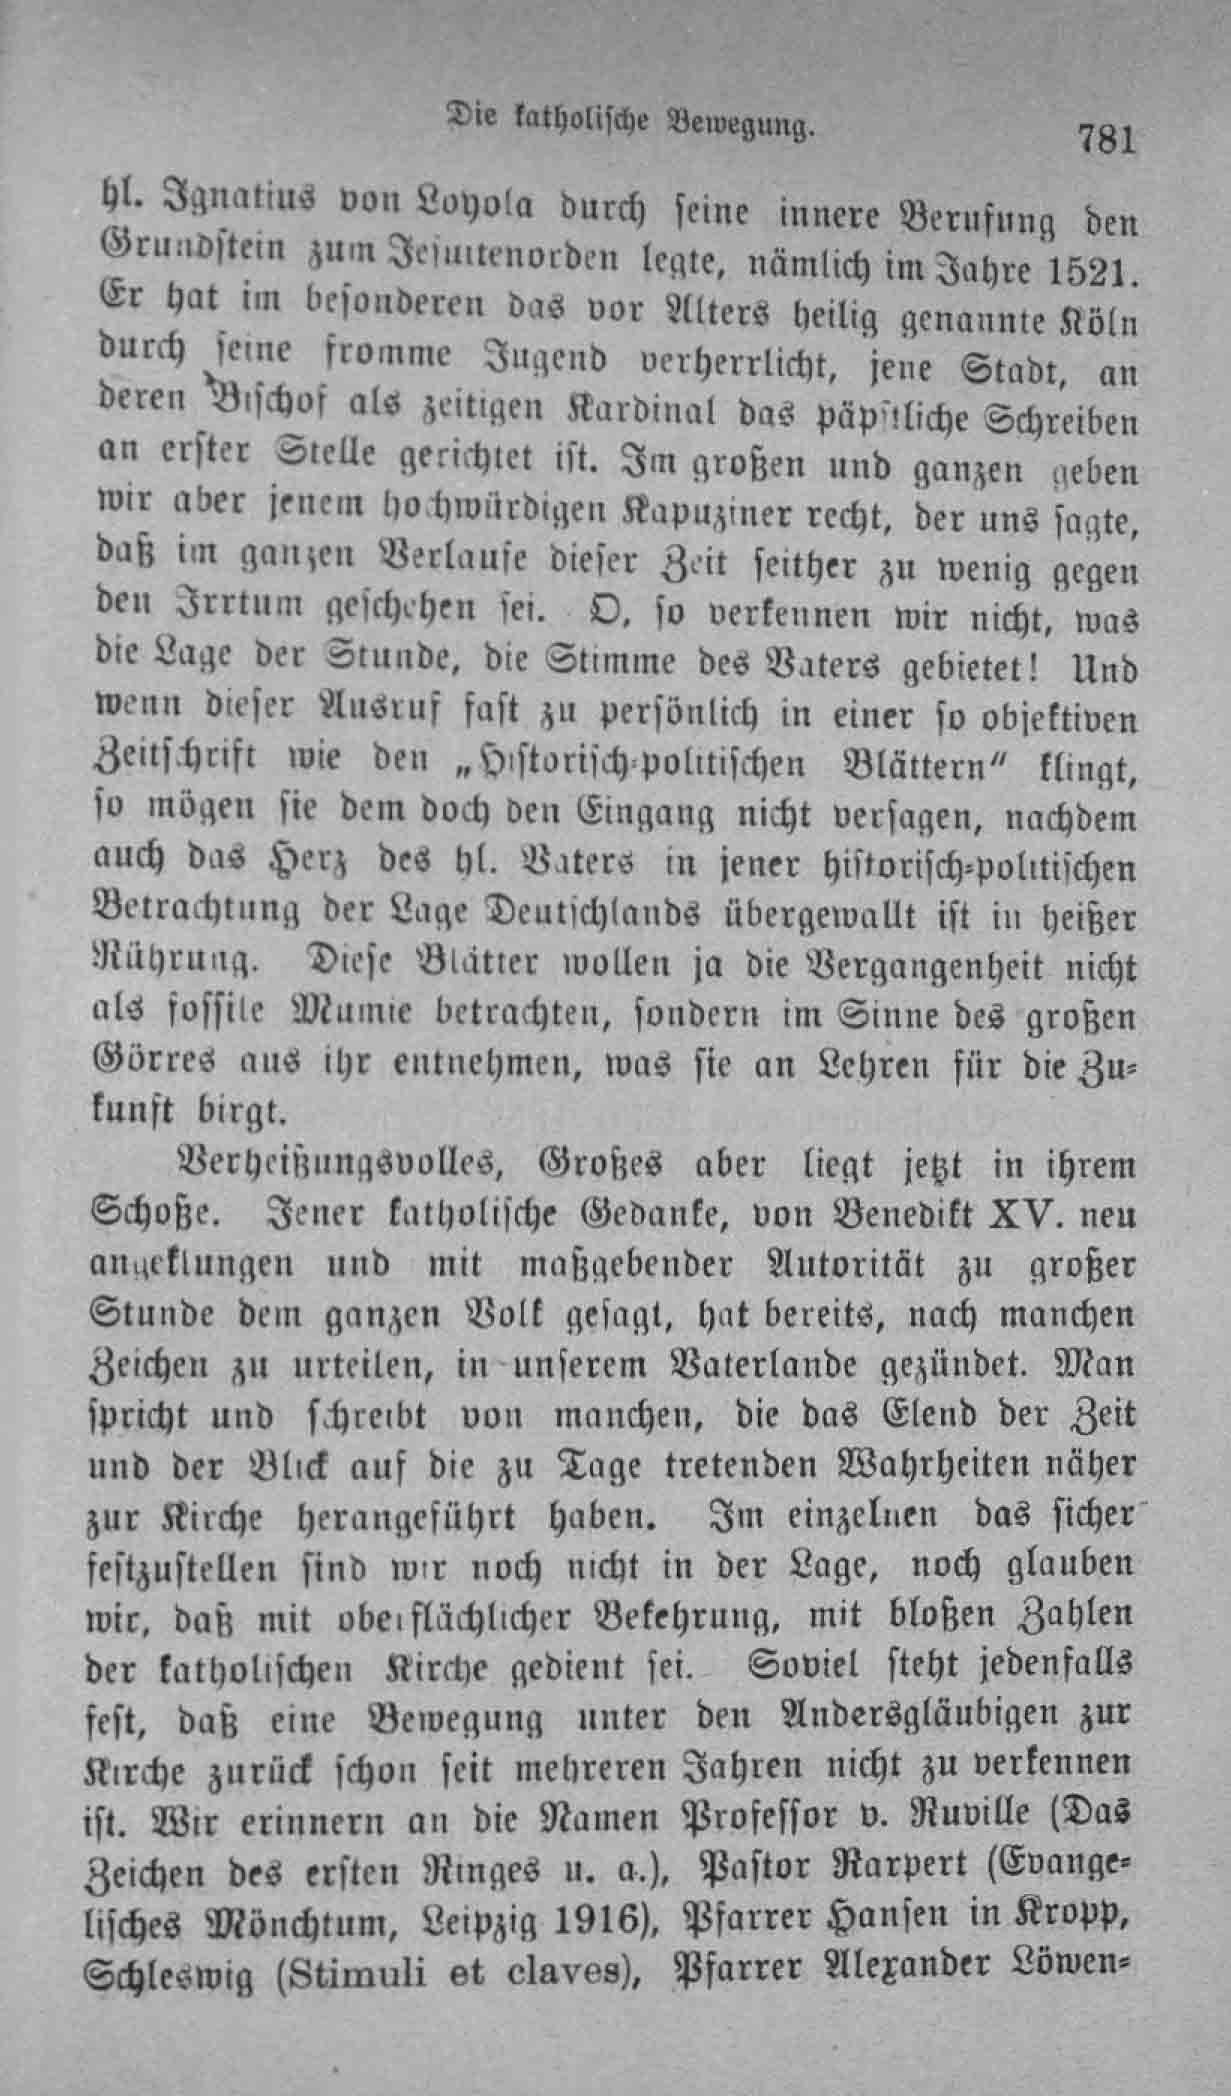 Die katholische Bewegung.
781
hl. Ignatius von Loyola durch seine innere Berufung den
Grundstein zum Jesuitenorden legte, nämlich im Jahre 1521.
Er hat im besonderen das vor Alters heilig genannte Köln
durch seine fromme Jugend verherrlicht, jene Stadt, an
deren Bischof als zeitigen Kardinal das päpstliche Schreiben
an erster Stelle gerichtet ist. Im großen und ganzen geben
wir aber jenem hochwürdigen Kapuziner recht, der uns sagte,
daß im ganzen Verlaufe dieser Zeit seither zu wenig gegen
den Irrtum geschehen sei. O, so verkennen wir nicht, was
die Lage der Stunde, die Stimme des Vaters gebietet! Und
wenn dieser Ausruf fast zu persönlich in einer so objektiven
Zeitschrift wie den „Historisch-politischen Blättern" klingt,
so mögen sie dem doch den Eingang nicht versagen, nachdem
auch das Herz des hl. Vaters in jener historisch-politischen
Betrachtung der Lage Deutschlands übergewallt ist in heißer
Rührung. Diese Blätter wollen ja die Vergangenheit nicht
als fossile Mumie betrachten, sondern im Sinne des großen
Görres aus ihr entnehmen, was sie an Lehren für die Zu-
kunft birgt.
Verheißungsvolles, Großes aber liegt jetzt in ihrem
Schoße. Jener katholische Gedanke, von Benedikt XV. neu
angeklungen und mit maßgebender Autorität zu großer
Stunde dem ganzen Volk gesagt, hat bereits, nach manchen
Zeichen zu urteilen, in unserem Vaterlande gezündet. Man
spricht und schreibt von manchen, die das Elend der Zeit
und der Blick auf die zu Tage tretenden Wahrheiten näher
zur Kirche herangeführt haben. Im einzelnen das sicher
festzustellen sind wir noch nicht in der Lage, noch glauben
wir, daß mit oberflächlicher Bekehrung, mit bloßen Zahlen
der katholischen Kirche gedient sei. Soviel steht jedenfalls
fest, daß eine Bewegung unter den Andersgläubigen zur
Kirche zurück schon seit mehreren Jahren nicht zu verkennen
ist. Wir erinnern an die Namen Professor v. Ruville (Das
Zeichen des ersten Ringes u. a.), Pastor Rarpert (Evange-
lisches Mönchtum, Leipzig 1916), Pfarrer Hansen in Kropp,
Schleswig (Stimuli et claves), Pfarrer Alexander Löwen-